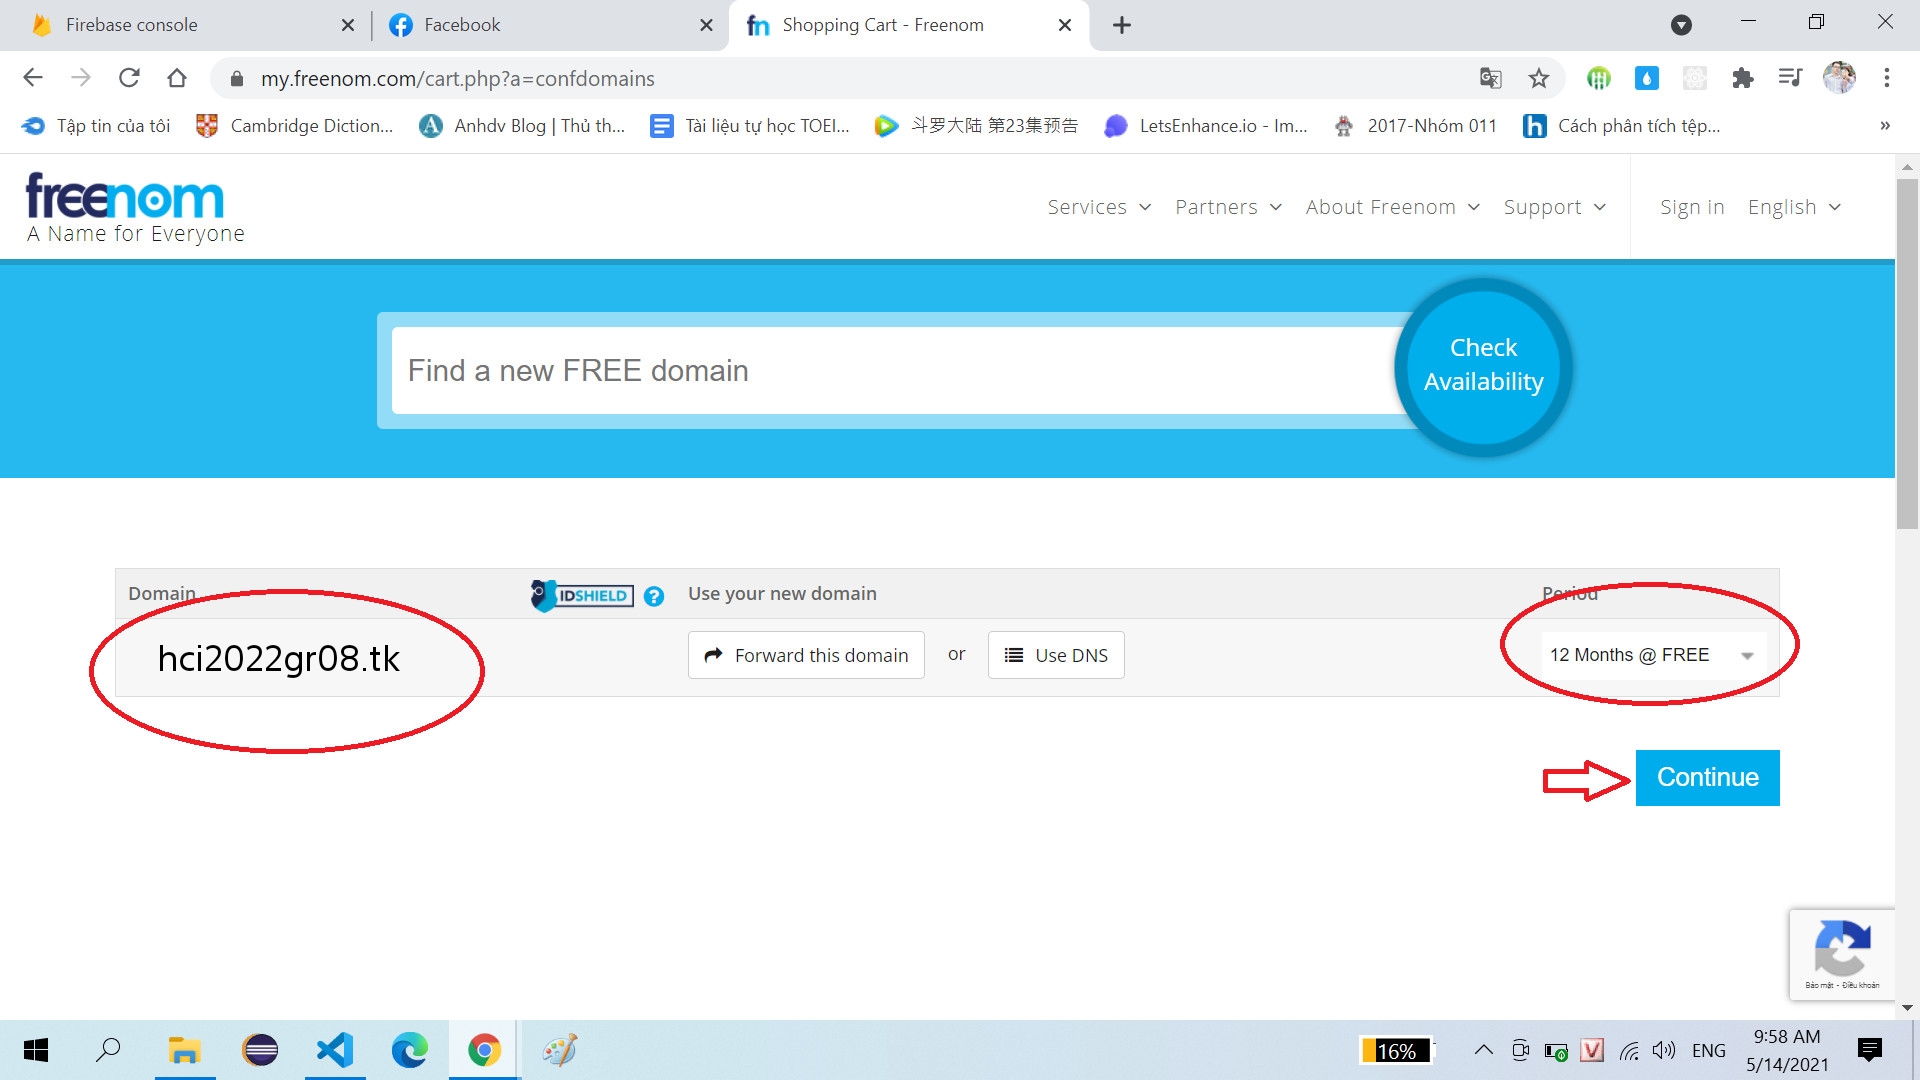 Firebase console
Facebook
Shopping Cart - Freenom
my.freenom.com/cart.php?a=confdomains
Tập tin của tôi
Cambridge Diction...
Anhdv Blog | Thủ th...
Tài liệu tự học TOEI...
斗罗大陆 第23集预告
LetsEnhance.io - Im...
2017-Nhóm 011
Cách phân tích tệp...
»
freenom
A Name for Everyone
Services
Partners
About Freenom
Support
Sign in
English
Find a new FREE domain
Check
Availability
Domain
IDSHIELD
?
Use your new domain
Period
hci2022gr08.tk
Forward this domain
or
Use DNS
12 Months @ FREE
Continue
Bảo mật - Điều khoản
16%
ENG
9:58 AM
5/14/2021